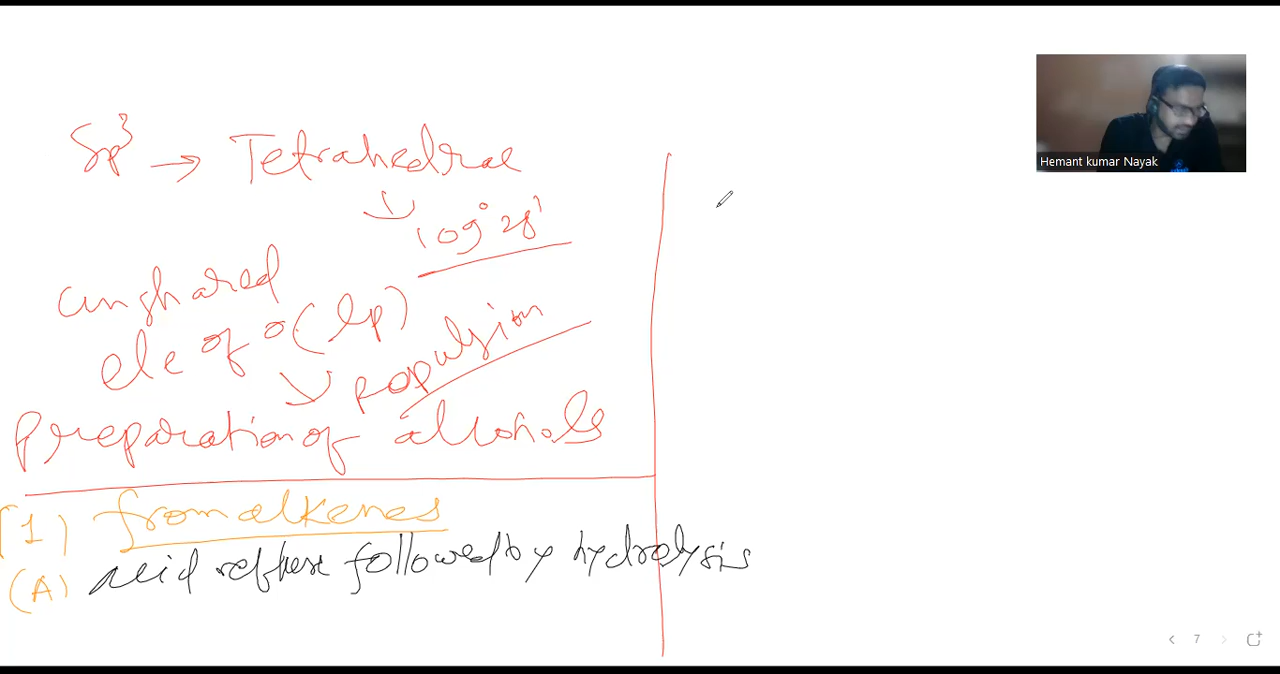 Sp³ → Tetrahedral
109° 28'
unshared
ele of o (lp)
repulsion
preparation of alcohols
(1) from alkenes
(A) acid followed by hydrolysis
Hemant kumar Nayak
7